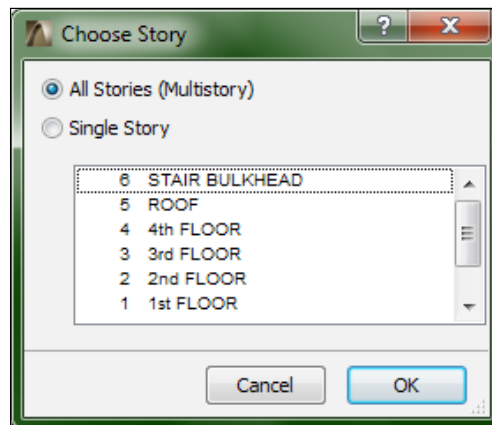 Choose Story
?
X
All Stories (Multistory)
Single Story
6 STAIR BULKHEAD
5 ROOF
4 4th FLOOR
3 3rd FLOOR
2 2nd FLOOR
1 1st FLOOR
Cancel OK